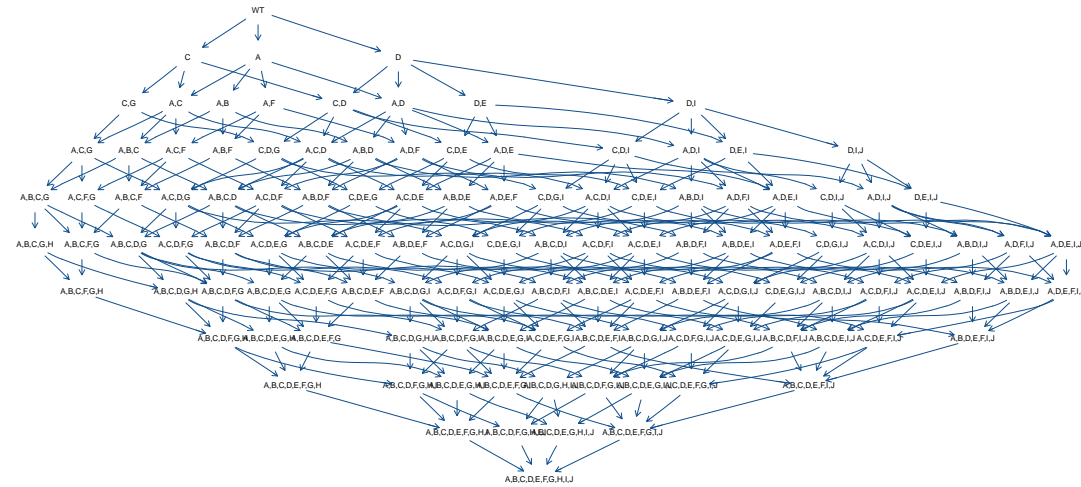 WT
C A D
C,G A,C A,B A,F C,D A,D D,E D,I
A,C,G A,B,C A,C,F A,B,F C,D,G A,C,D A,B,D A,D,F C,D,E A,D,E C,D,I A,D,I D,E,I D,I,J
A,B,C,G A,C,F,G A,B,C,F A,C,D,G A,B,C,D A,C,D,F A,B,D,F C,D,E,G A,C,D,E A,B,D,E A,D,E,F C,D,G,I A,C,D,I C,D,E,I A,B,D,I A,D,F,I A,D,E,I C,D,I,J A,D,I,J D,E,I,J
A,B,C,G,H A,B,C,F,G A,B,C,D,G A,C,D,F,G A,B,C,D,F A,C,D,E,G A,B,C,D,E A,C,D,E,F A,B,D,E,F A,C,D,G,I C,D,E,G,I A,B,C,D,I A,C,D,F,I A,C,D,E,I A,B,D,F,I A,B,D,E,I A,D,E,F,I C,D,G,I,J A,C,D,I,J C,D,E,I,J A,B,D,I,J A,D,F,I,J A,D,E,I,J
A,B,C,F,G,H A,B,C,D,G,H A,B,C,D,F,G A,B,C,D,E,G A,C,D,E,F,G A,B,C,D,E,F A,B,C,D,G,I A,C,D,F,G,I A,C,D,E,G,I A,B,C,D,F,I A,B,C,D,E,I A,C,D,E,F,I A,B,D,E,F,I A,C,D,G,I,J C,D,E,G,I,J A,B,C,D,I,J A,C,D,F,I,J A,C,D,E,I,J A,B,D,F,I,J A,B,D,E,I,J A,D,E,F,I,
A,B,C,D,F,G,H A,B,C,D,E,G,H A,B,C,D,E,F,G A,B,C,D,G,H,I A,B,C,D,F,G,I A,B,C,D,E,G,I A,C,D,E,F,G,I A,B,C,D,E,F,I A,B,C,D,G,I,J A,C,D,F,G,I,J A,C,D,E,G,I,J A,B,C,D,F,I,J A,B,C,D,E,I,J A,C,D,E,F,I,J A,B,D,E,F,I,J
A,B,C,D,E,F,G,H A,B,C,D,F,G,H,I A,B,C,D,E,G,H,I A,B,C,D,E,F,G,I A,B,C,D,G,H,I,J A,B,C,D,F,G,I,J A,B,C,D,E,G,I,J A,C,D,E,F,G,I,J A,B,C,D,E,F,I,J
A,B,C,D,E,F,G,H,I A,B,C,D,F,G,H,I,J A,B,C,D,E,G,H,I,J A,B,C,D,E,F,G,I,J
A,B,C,D,E,F,G,H,I,J